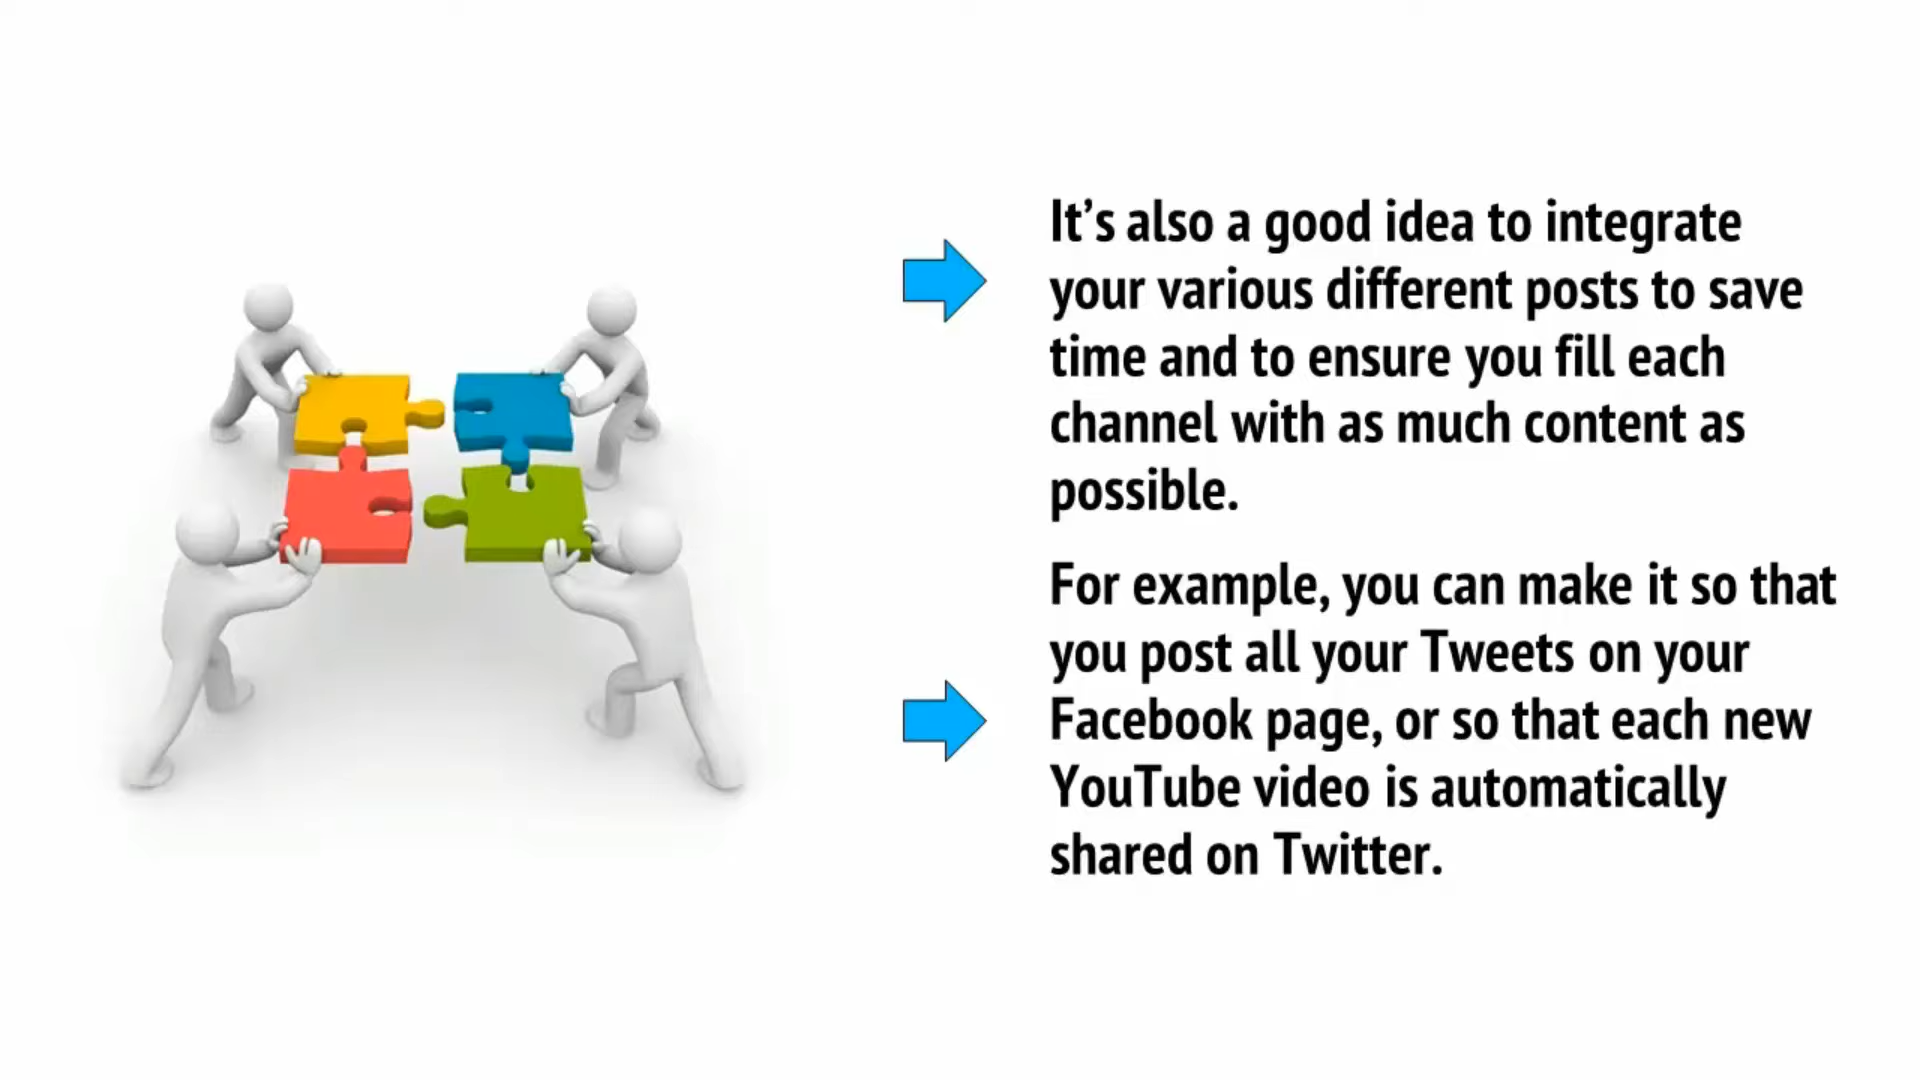 It’s also a good idea to integrate
your various different posts to save
time and to ensure you fill each
channel with as much content as
possible.
For example, you can make it so that
you post all your Tweets on your
Facebook page, or so that each new
YouTube video is automatically
shared on Twitter.